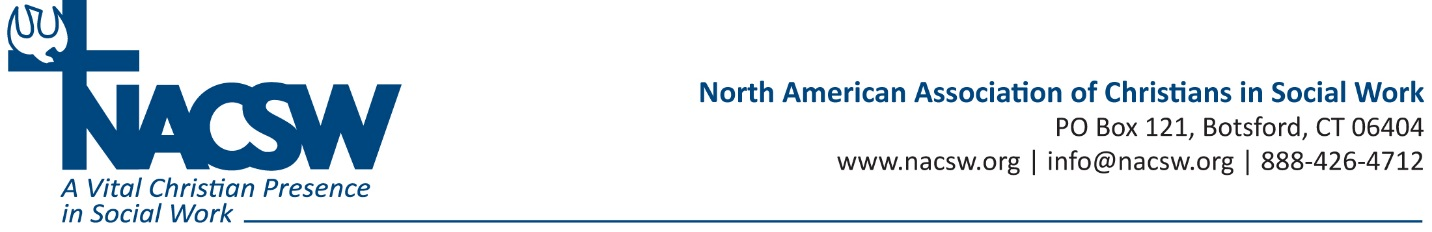 NACSW
A Vital Christian Presence
in Social Work
North American Association of Christians in Social Work
PO Box 121, Botsford, CT 06404
www.nacsw.org | info@nacsw.org | 888-426-4712